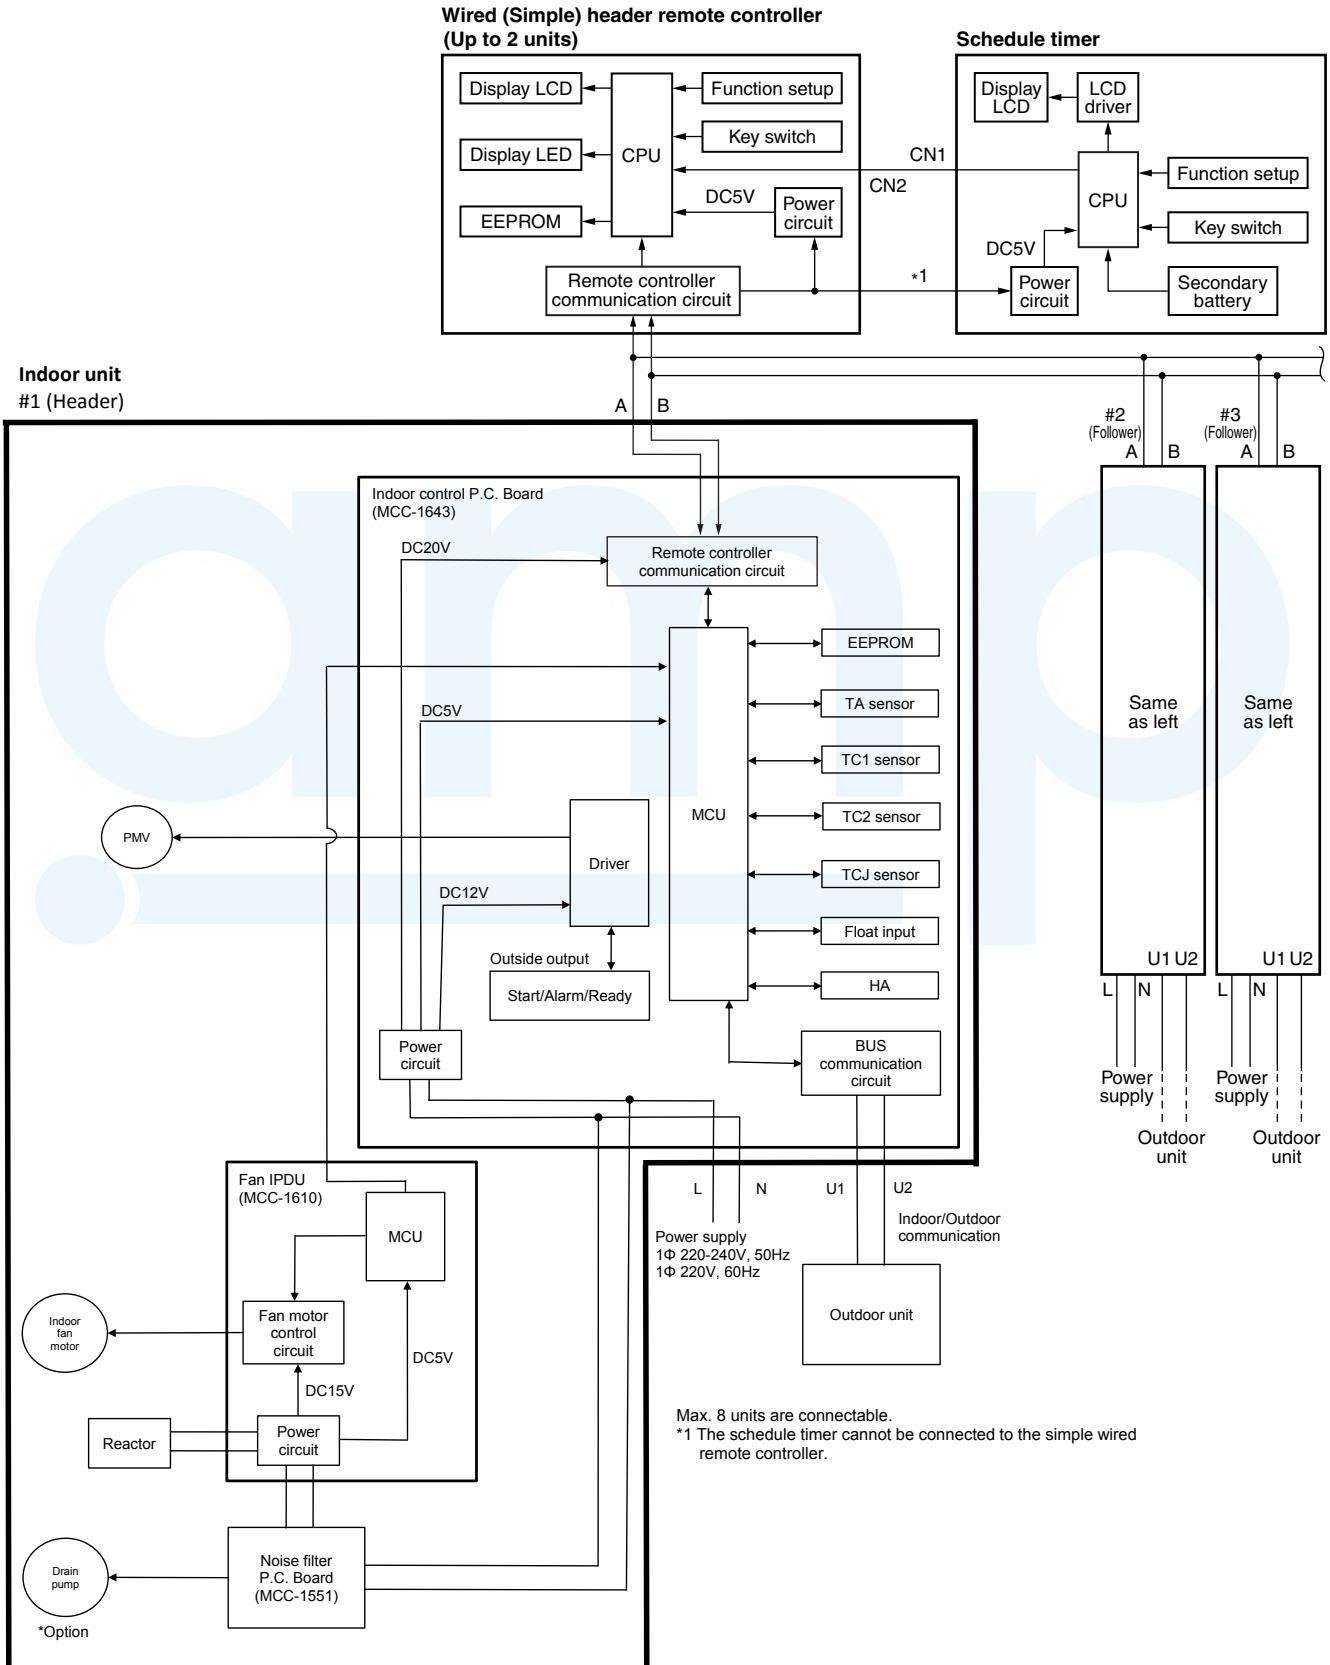 Wired (Simple) header remote controller
(Up to 2 units)
Schedule timer
Display LCD
Function setup
Key switch
Display LED
CPU
EEPROM
DC5V
Power
circuit
Remote controller
communication circuit
CN1
CN2
*1
Display
LCD
LCD
driver
CPU
Function setup
Key switch
DC5V
Power
circuit
Secondary
battery
Indoor unit
#1 (Header)
A
B
#2
(Follower)
A
B
#3
(Follower)
A
B
Indoor control P.C. Board
(MCC-1643)
DC20V
Remote controller
communication circuit
EEPROM
TA sensor
DC5V
TC1 sensor
MCU
TC2 sensor
PMV
Driver
TCJ sensor
DC12V
Float input
Outside output
Start/Alarm/Ready
HA
Power
circuit
BUS
communication
circuit
Same
as left
Same
as left
U1 U2
U1 U2
L
N
L
N
Power
supply
Power
supply
Outdoor
unit
Outdoor
unit
Fan IPDU
(MCC-1610)
MCU
L
N
U1
U2
Power supply
1Φ 220-240V, 50Hz
1Φ 220V, 60Hz
Indoor/Outdoor
communication
Outdoor unit
Indoor
fan
motor
Fan motor
control
circuit
DC5V
DC15V
Reactor
Power
circuit
Max. 8 units are connectable.
*1 The schedule timer cannot be connected to the simple wired
remote controller.
Drain
pump
*Option
Noise filter
P.C. Board
(MCC-1551)
amp